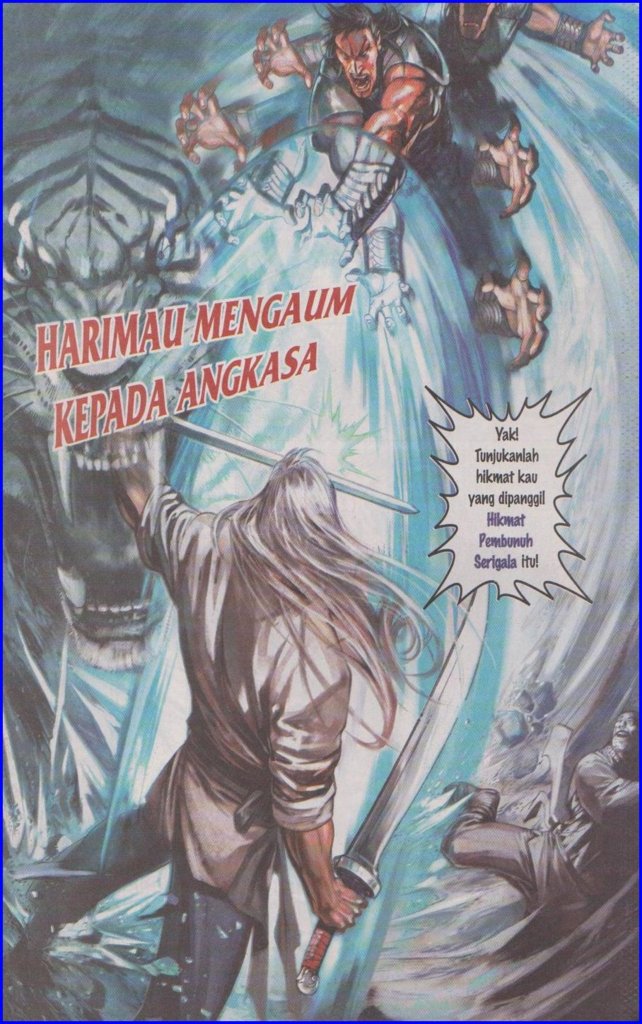 HARIMAU MENGAUM
KEPADA ANGKASA
Yak!
Tunjukanlah
hikmat kau
yang dipanggil
Hikmat
Pembunuh
Serigala itu!